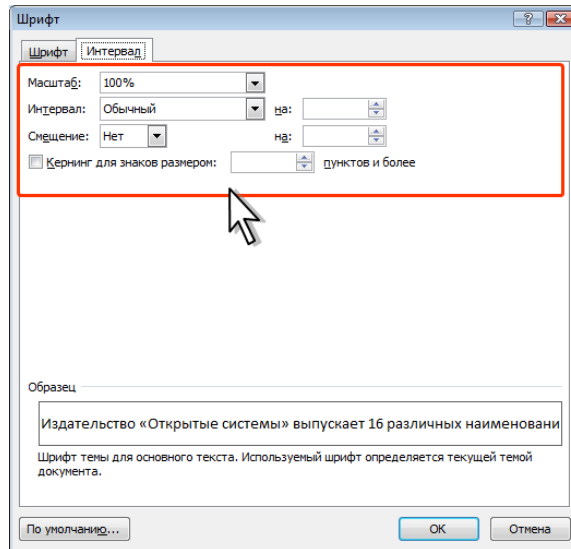 Шрифт
Шрифт Интервал
Масштаб: 100%
Интервал: Обычный на:
Смещение: Нет на:
Кернинг для знаков размером: пунктов и более
Образец
Издательство «Открытые системы» выпускает 16 различных наименовани
Шрифт темы для основного текста. Используемый шрифт определяется текущей темой
документа.
По умолчанию... ОК Отмена